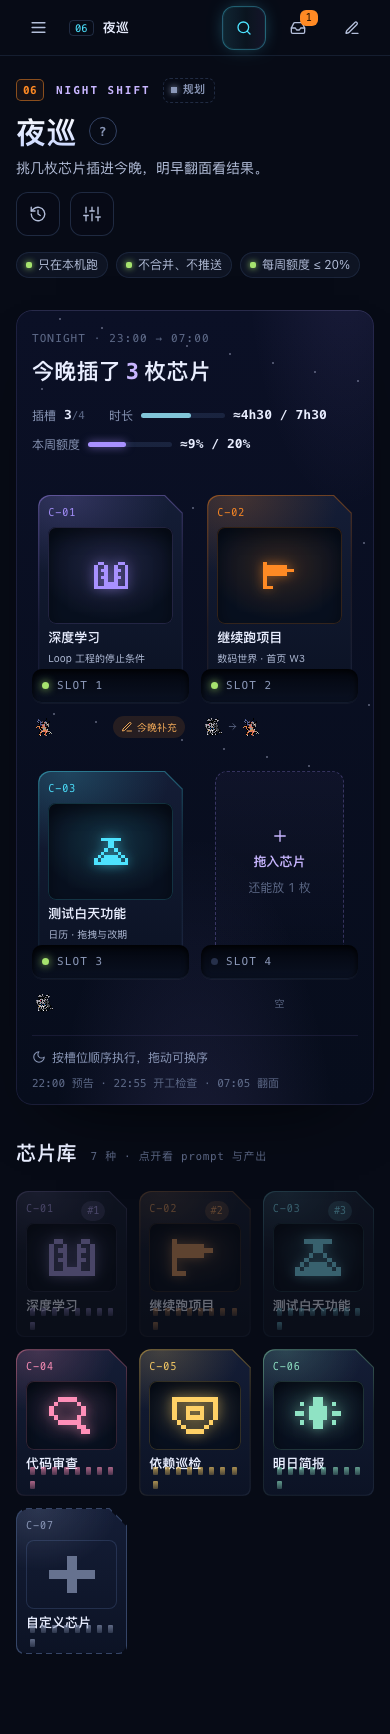 06 夜巡
1
06 NIGHT SHIFT 规划
夜巡 ?
挑几枚芯片插进今晚，明早翻面看结果。
只在本机跑 不合并、不推送 每周额度 ≤ 20%
TONIGHT · 23:00 → 07:00
今晚插了 3 枚芯片
插槽 3/4 时长 ≈4h30 / 7h30
本周额度 ≈9% / 20%
C-01 C-02
深度学习 继续跑项目
Loop 工程的停止条件 数码世界 · 首页 W3
SLOT 1 SLOT 2
今晚补充 →
C-03
测试白天功能
日历 · 拖拽与改期
+
拖入芯片
还能放 1 枚
SLOT 3 SLOT 4
空
按槽位顺序执行，拖动可换序
22:00 预告 · 22:55 开工检查 · 07:05 翻面
芯片库 7 种 · 点开看 prompt 与产出
C-01 #1 C-02 #2 C-03 #3
深度学习 继续跑项目 测试白天功能
C-04 C-05 C-06
代码审查 依赖巡检 明日简报
C-07
自定义芯片